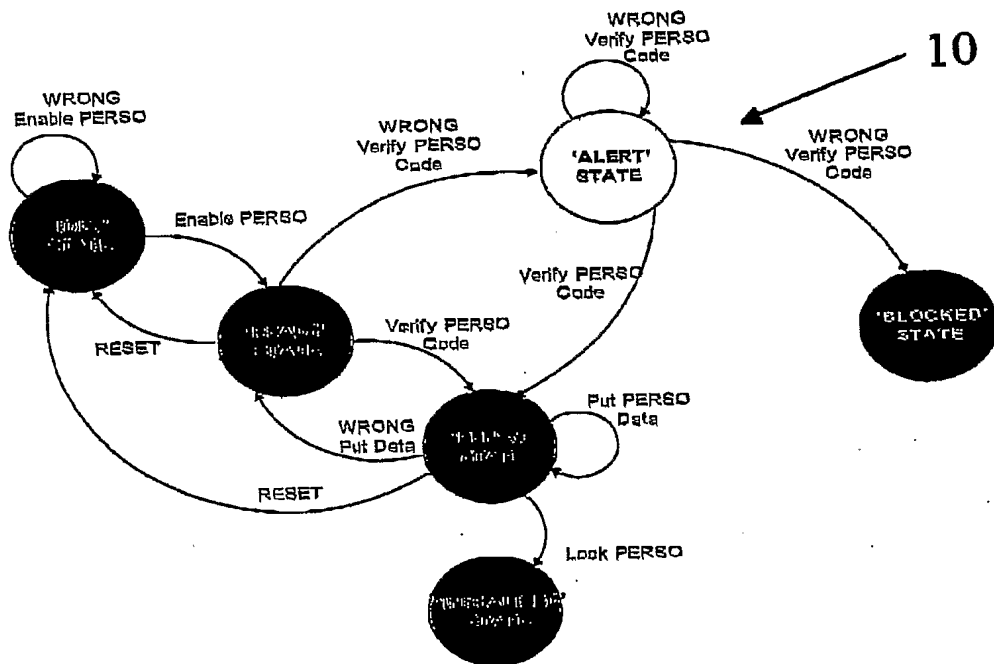 WRONG
Verify PERSO
Code
10
WRONG
Enable PERSO
WRONG
Verify PERSO
Code
'ALERT'
STATE
WRONG
Verify PERSO
Code
Enable PERSO
Verify PERSO
Code
'BLOCKED'
STATE
RESET
Verify PERSO
Code
WRONG
Put Data
Put PERSO
Data
RESET
Lock PERSO